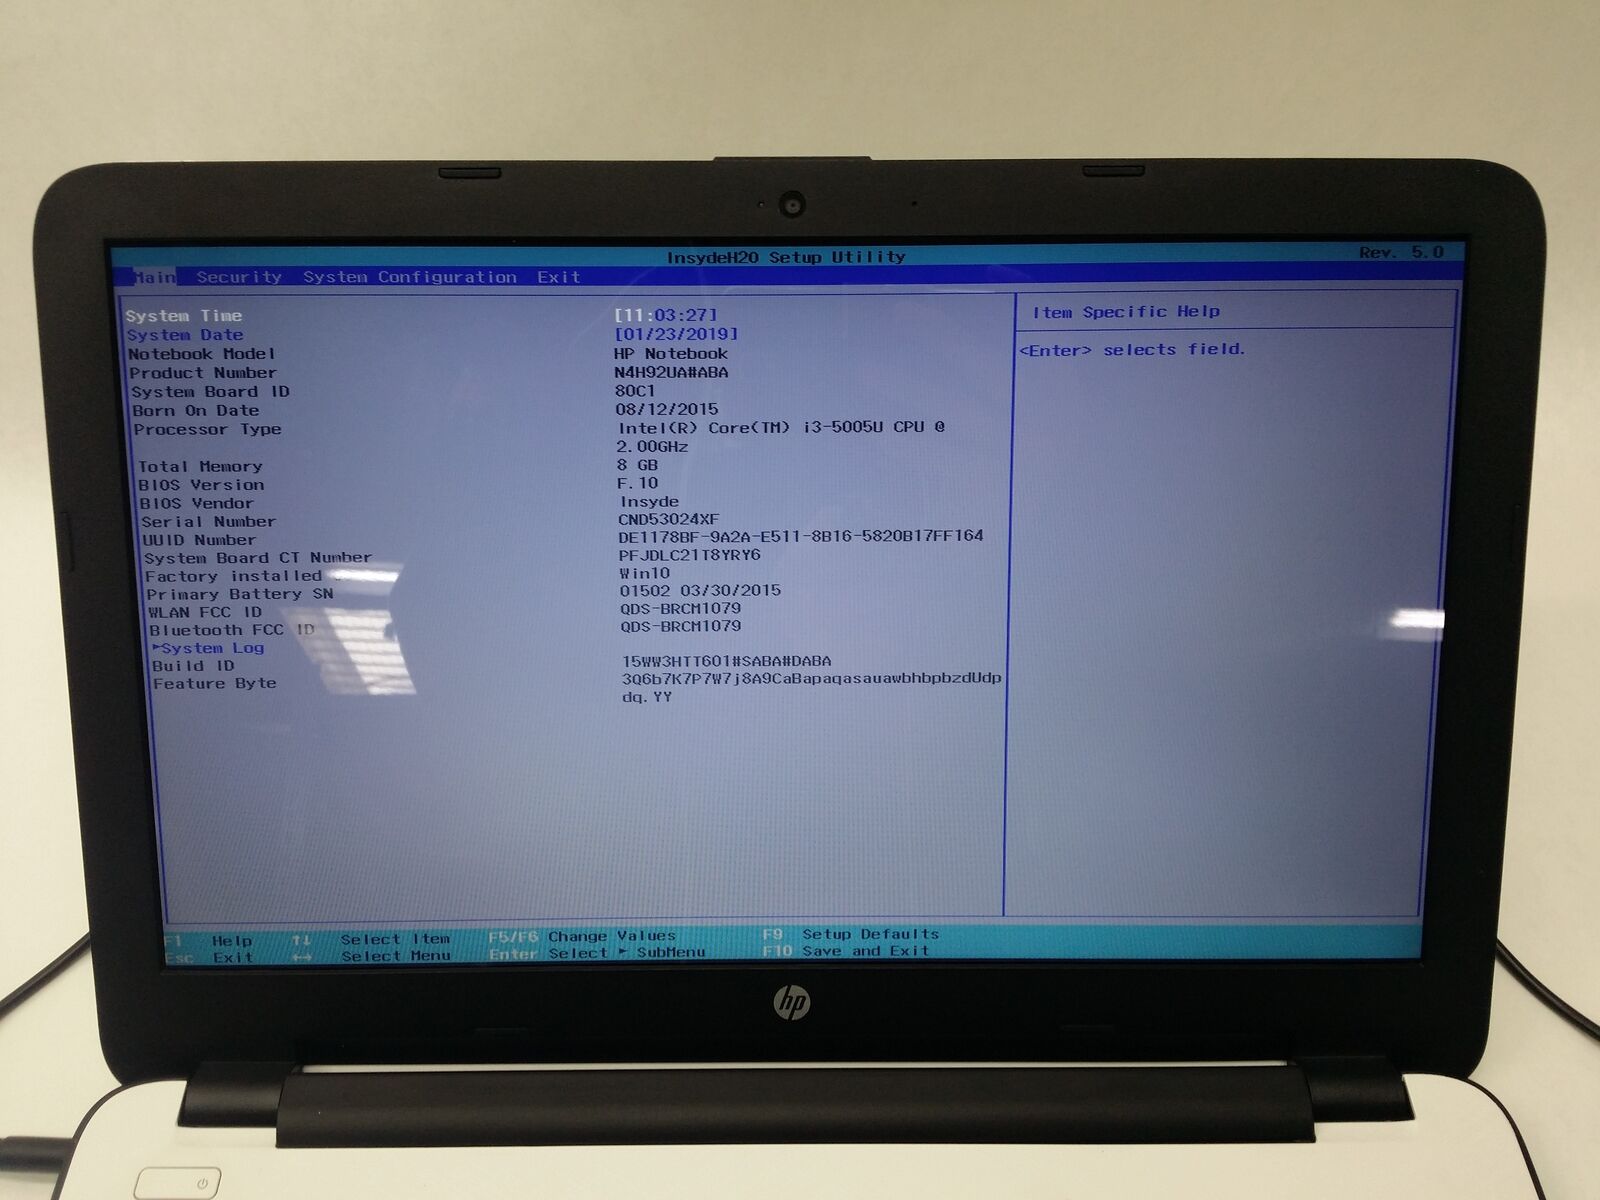 InsydeH20 Setup Utility Rev. 5.0
Main Security System Configuration Exit
System Time [11:03:27]
System Date [01/23/2019]
Notebook Model HP Notebook
Product Number N4H92UA#ABA
System Board ID 80C1
Born On Date 08/12/2015
Processor Type Intel(R) Core(TM) i3-5005U CPU @
2.00GHz
Total Memory 8 GB
BIOS Version F.10
BIOS Vendor Insyde
Serial Number CND53024XF
UUID Number DE1178BF-9A2A-E511-8B16-5820B17FF164
System Board CT Number PFJDLC21T8YRY6
Factory installed Win10
Primary Battery SN 01502 03/30/2015
WLAN FCC ID QDS-BRCM1079
Bluetooth FCC ID QDS-BRCM1079
►System Log
Build ID 15WW3HTT601#SABA#DABA
Feature Byte 3Q6b7K7P7W7j8A9CaBapaqasauawbhbpbzdUdp
dq.YY
Item Specific Help
<Enter> selects field.
F1 Help ↑↓ Select Item F5/F6 Change Values F9 Setup Defaults
Esc Exit ↔ Select Menu Enter Select ► SubMenu F10 Save and Exit
hp